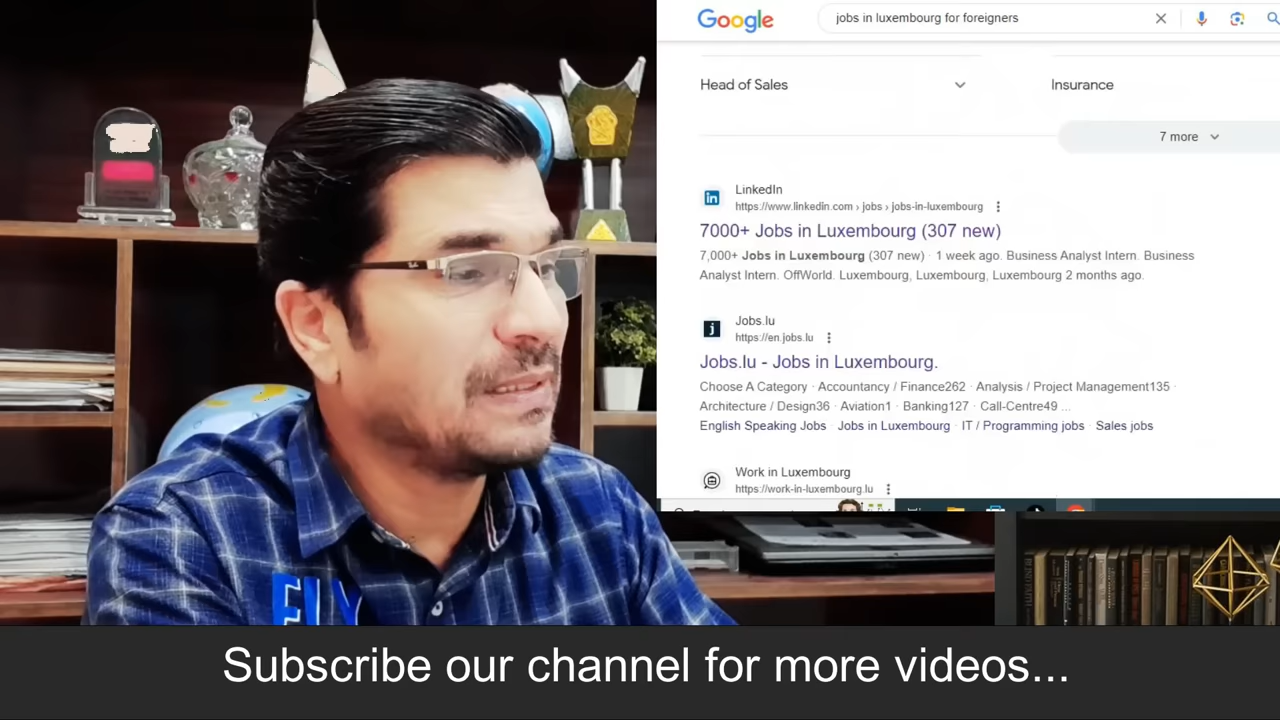 Google
jobs in luxembourg for foreigners
Head of Sales
Insurance
7 more
LinkedIn
https://www.linkedin.com › jobs › jobs-in-luxembourg
7000+ Jobs in Luxembourg (307 new)
7,000+ Jobs in Luxembourg (307 new) · 1 week ago. Business Analyst Intern. Business
Analyst Intern. OffWorld. Luxembourg, Luxembourg, Luxembourg 2 months ago.
j
Jobs.lu
https://en.jobs.lu
Jobs.lu - Jobs in Luxembourg.
Choose A Category · Accountancy / Finance262 · Analysis / Project Management135 ·
Architecture / Design36 · Aviation1 · Banking127 · Call-Centre49 ...
English Speaking Jobs · Jobs in Luxembourg · IT / Programming jobs · Sales jobs
Work in Luxembourg
https://work-in-luxembourg.lu
FLY
Subscribe our channel for more videos...